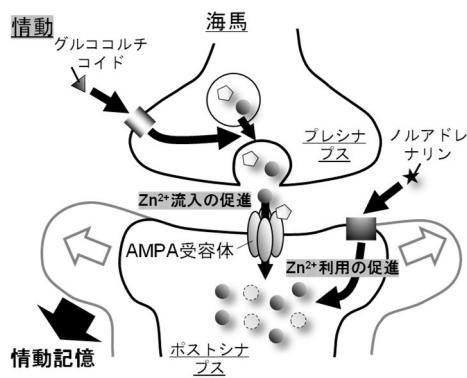 情動
海馬
グルココルチ
コイド
プレシナ
プス
ノルアドレ
ナリン
Zn2+流入の促進
AMPA受容体
Zn2+利用の促進
情動記憶
ポストシナ
プス